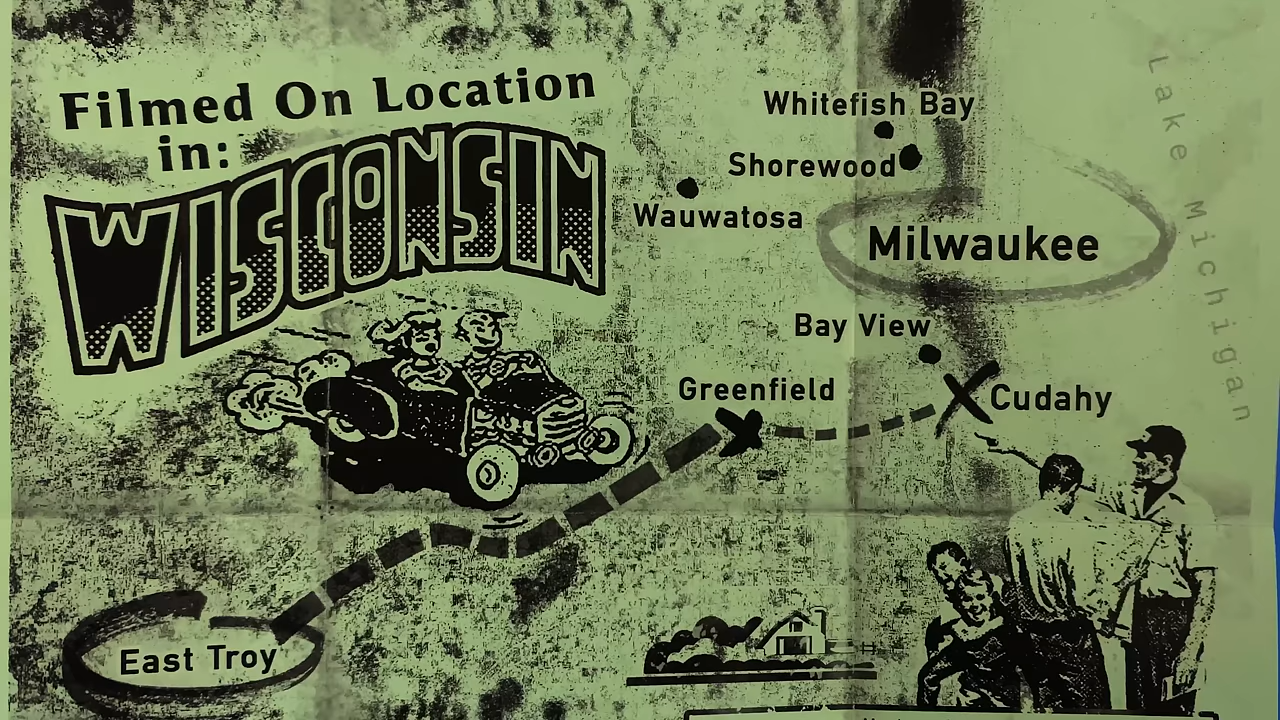 Filmed On Location
in:
WISCONSIN
Whitefish Bay
Shorewood
Wauwatosa
Milwaukee
Lake Michigan
Bay View
Greenfield
Cudahy
East Troy